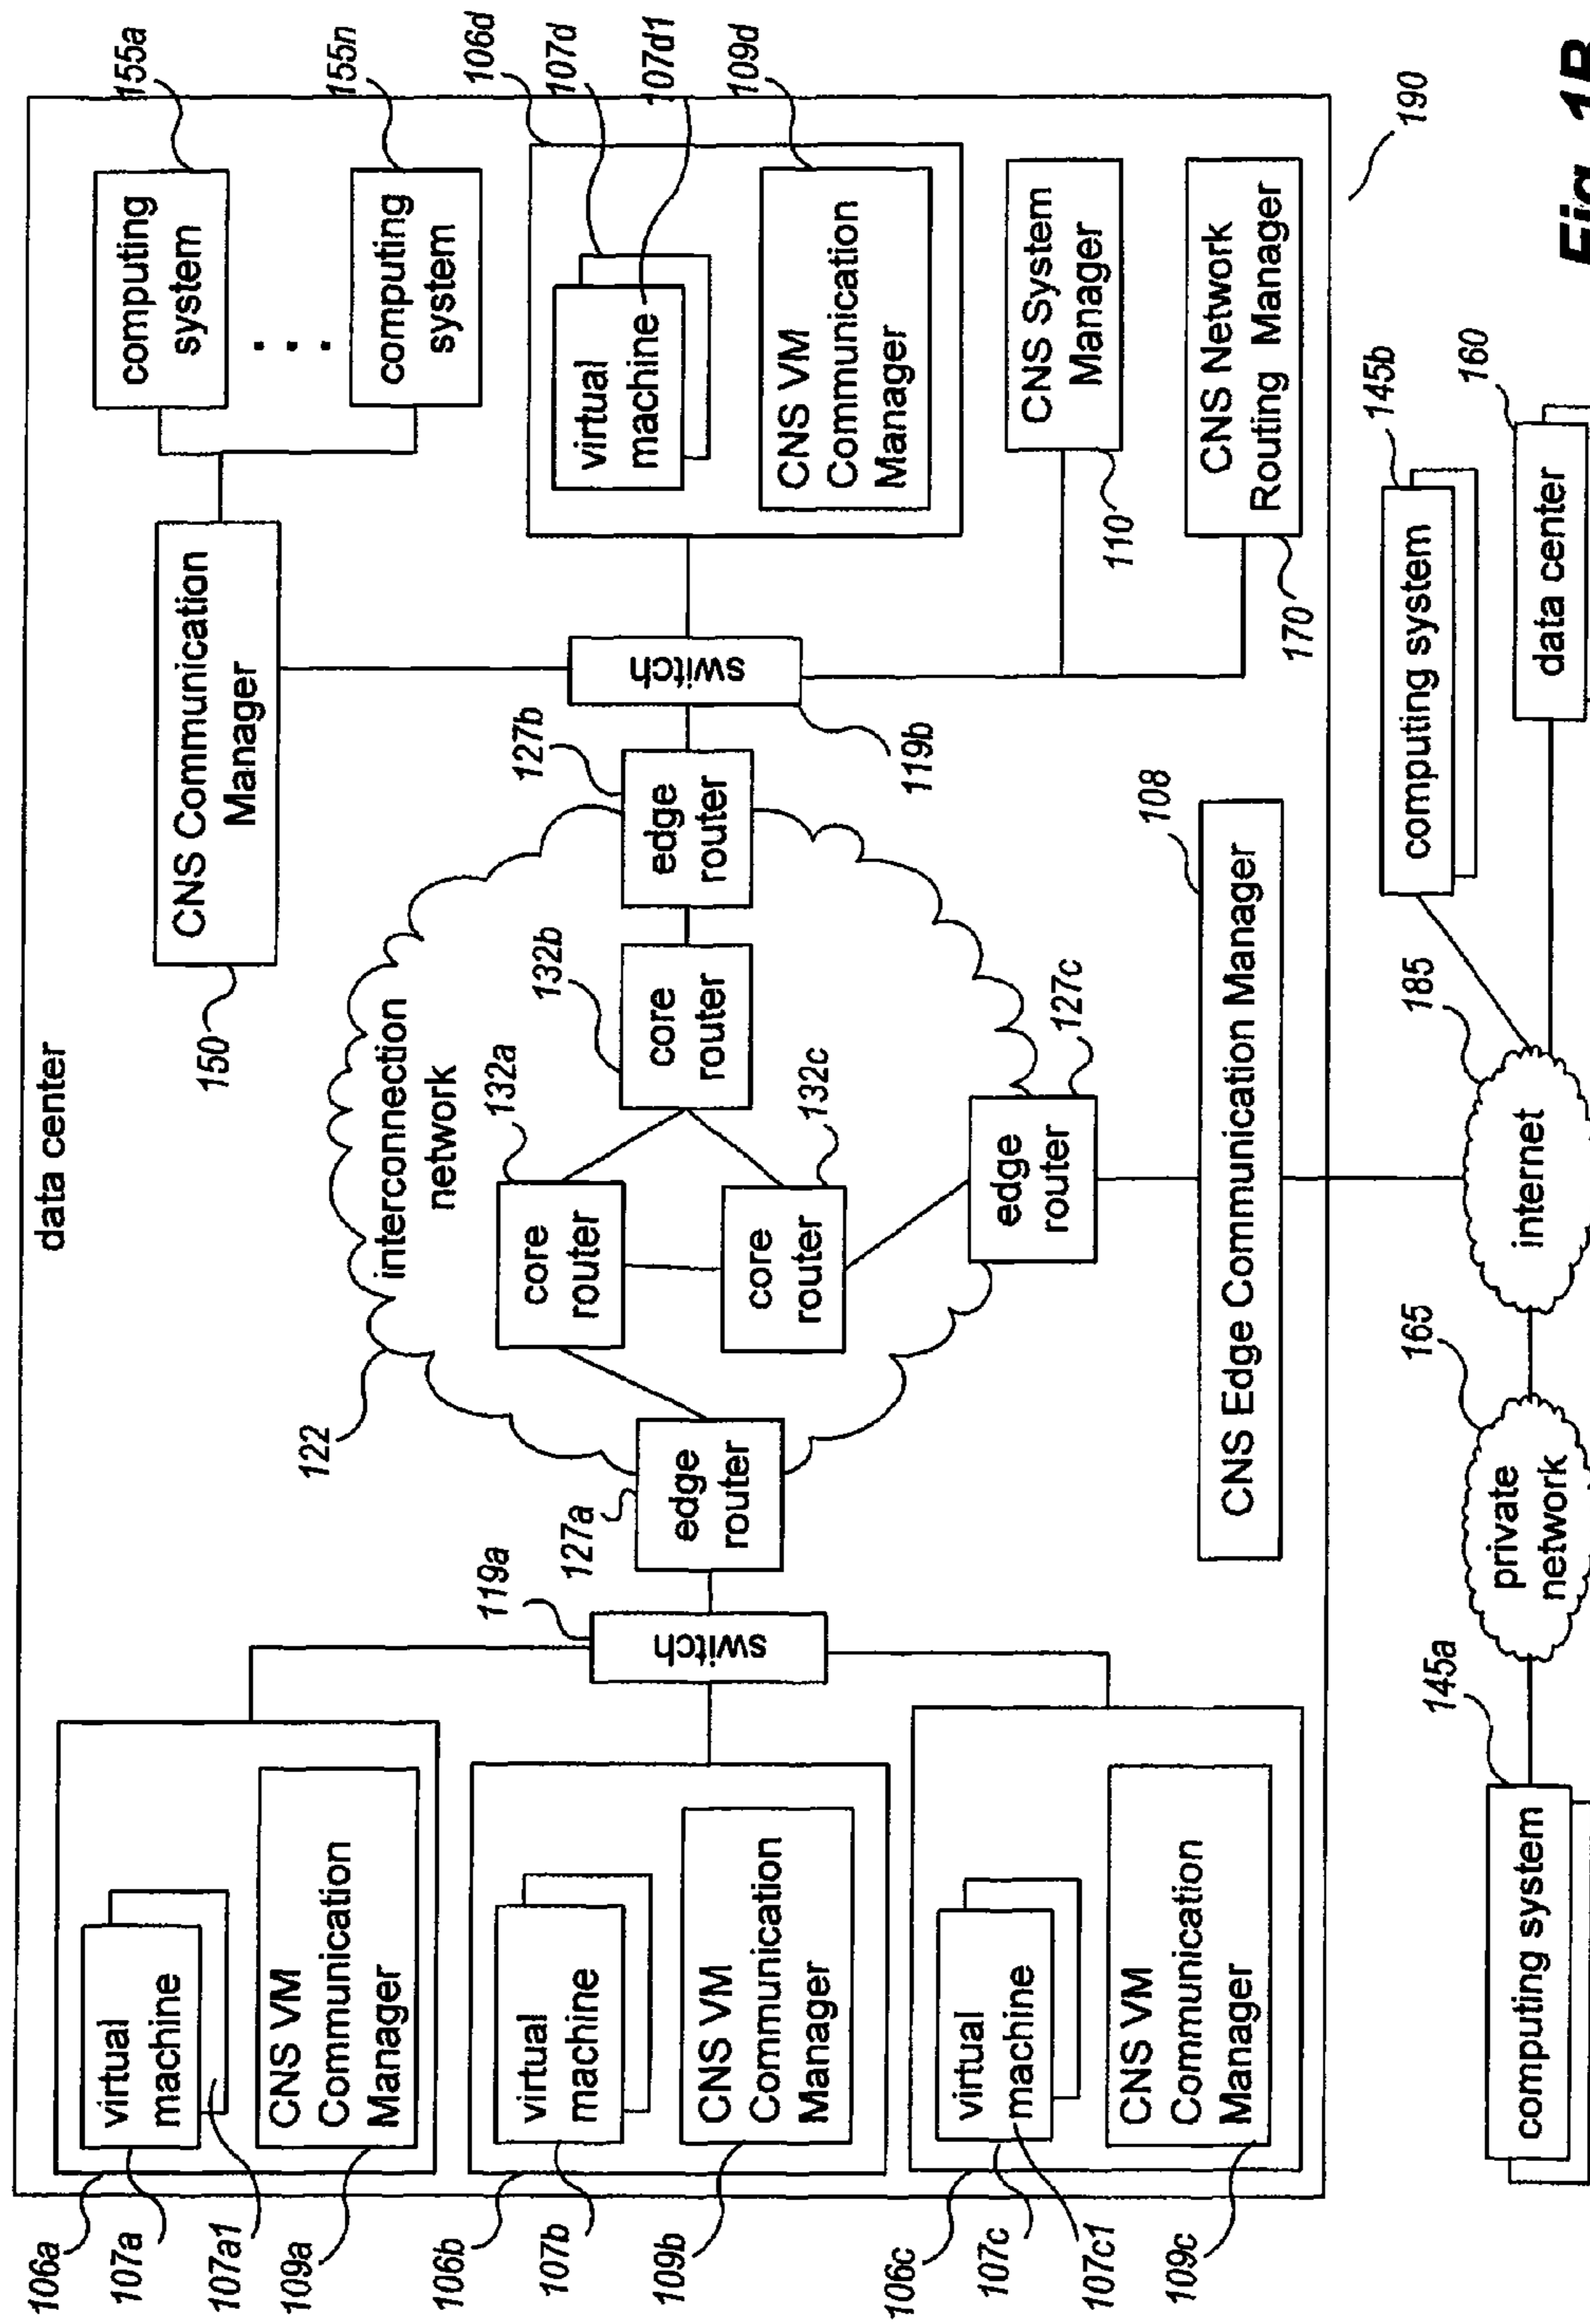 data center
106a
107a
107a1
109a
virtual
machine
CNS VM
Communication
Manager
106b
107b
109b
virtual
machine
CNS VM
Communication
Manager
106c
107c
107c1
109c
virtual
machine
CNS VM
Communication
Manager
119a
switch
127a
edge
router
122
interconnection
network
132a
core
router
132b
core
router
132c
core
router
127b
edge
router
127c
edge
router
119b
switch
150
CNS Communication
Manager
155a
computing
system
...
155n
computing
system
106d
107d
107d1
109d
virtual
machine
CNS VM
Communication
Manager
110
CNS System
Manager
170
CNS Network
Routing Manager
108
CNS Edge Communication Manager
190
145a
computing system
165
private
network
185
internet
145b
computing system
160
data center
Fig. 1B